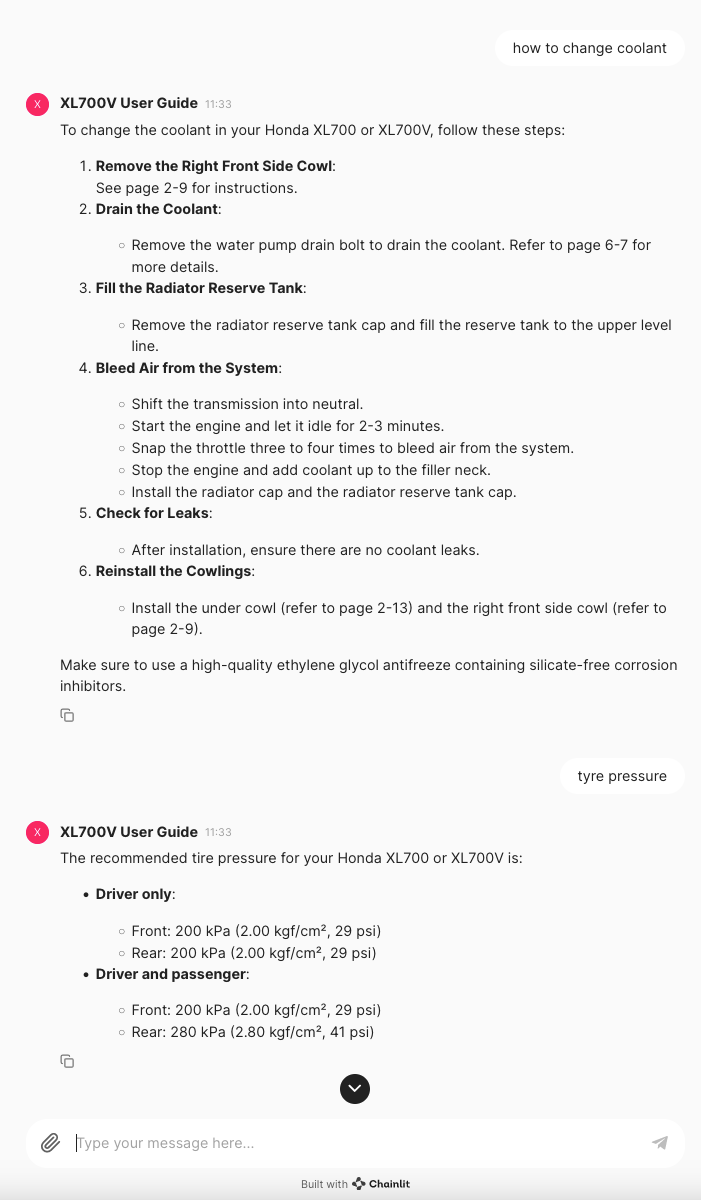 how to change coolant
X
XL700V User Guide 11:33
To change the coolant in your Honda XL700 or XL700V, follow these steps:
1. Remove the Right Front Side Cowl:
See page 2-9 for instructions.
2. Drain the Coolant:
○ Remove the water pump drain bolt to drain the coolant. Refer to page 6-7 for
more details.
3. Fill the Radiator Reserve Tank:
○ Remove the radiator reserve tank cap and fill the reserve tank to the upper level
line.
4. Bleed Air from the System:
○ Shift the transmission into neutral.
○ Start the engine and let it idle for 2-3 minutes.
○ Snap the throttle three to four times to bleed air from the system.
○ Stop the engine and add coolant up to the filler neck.
○ Install the radiator cap and the radiator reserve tank cap.
5. Check for Leaks:
○ After installation, ensure there are no coolant leaks.
6. Reinstall the Cowlings:
○ Install the under cowl (refer to page 2-13) and the right front side cowl (refer to
page 2-9).
Make sure to use a high-quality ethylene glycol antifreeze containing silicate-free corrosion
inhibitors.
tyre pressure
X
XL700V User Guide 11:33
The recommended tire pressure for your Honda XL700 or XL700V is:
• Driver only:
○ Front: 200 kPa (2.00 kgf/cm², 29 psi)
○ Rear: 200 kPa (2.00 kgf/cm², 29 psi)
• Driver and passenger:
○ Front: 200 kPa (2.00 kgf/cm², 29 psi)
○ Rear: 280 kPa (2.80 kgf/cm², 41 psi)
Type your message here...
Built with Chainlit